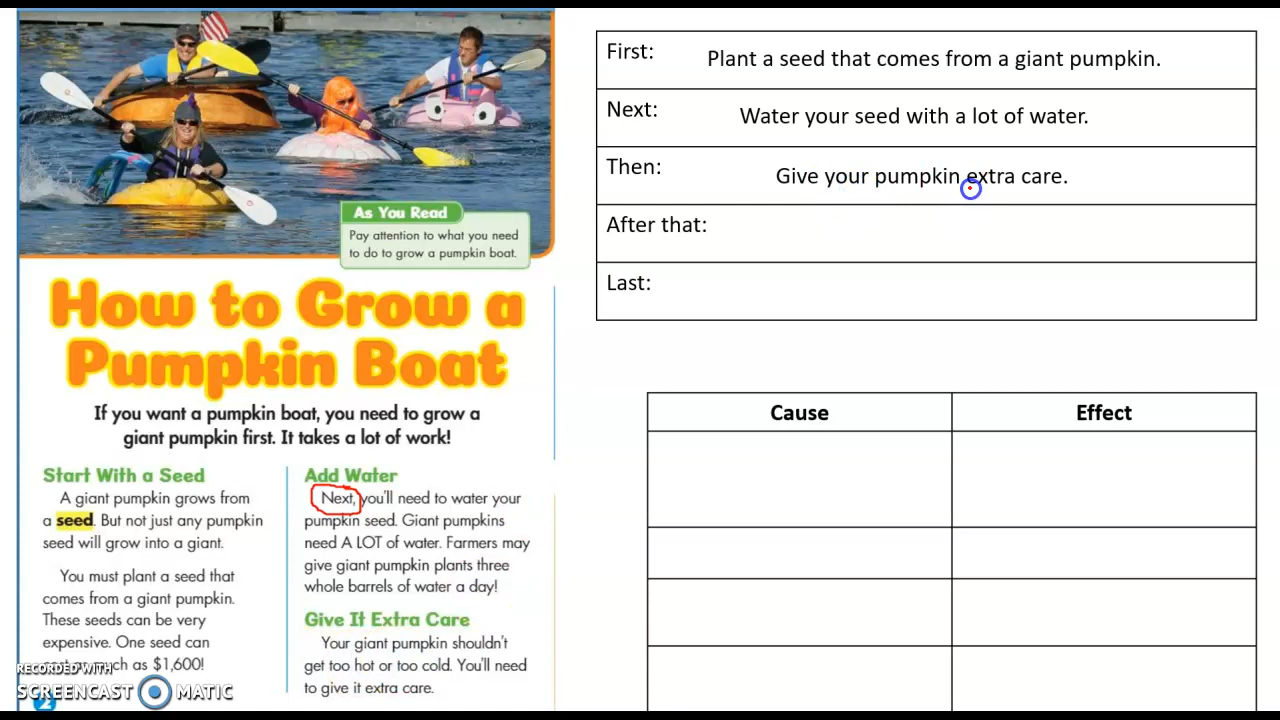 As You Read
Pay attention to what you need
to do to grow a pumpkin boat.
How to Grow a
Pumpkin Boat
If you want a pumpkin boat, you need to grow a
giant pumpkin first. It takes a lot of work!
Start With a Seed
A giant pumpkin grows from
a seed. But not just any pumpkin
seed will grow into a giant.
You must plant a seed that
comes from a giant pumpkin.
These seeds can be very
expensive. One seed can
as much as $1,600!
Add Water
Next, you'll need to water your
pumpkin seed. Giant pumpkins
need A LOT of water. Farmers may
give giant pumpkin plants three
whole barrels of water a day!
Give It Extra Care
Your giant pumpkin shouldn't
get too hot or too cold. You'll need
to give it extra care.
2
RECORDED WITH
SCREENCAST MATIC
First: Plant a seed that comes from a giant pumpkin.
Next: Water your seed with a lot of water.
Then: Give your pumpkin extra care.
After that:
Last:
Cause Effect